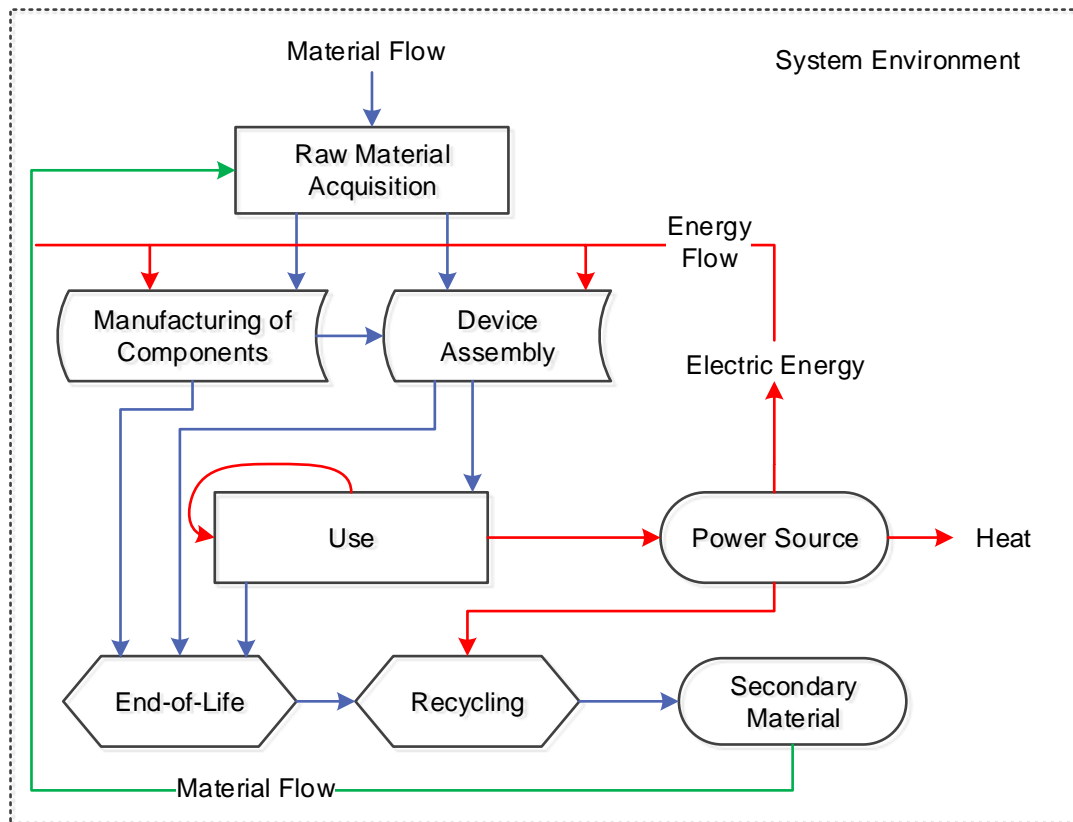 Material Flow
System Environment
Raw Material
Acquisition
Energy
Flow
Manufacturing of
Components
Device
Assembly
Electric Energy
Use
Power Source
Heat
End-of-Life
Recycling
Secondary
Material
Material Flow